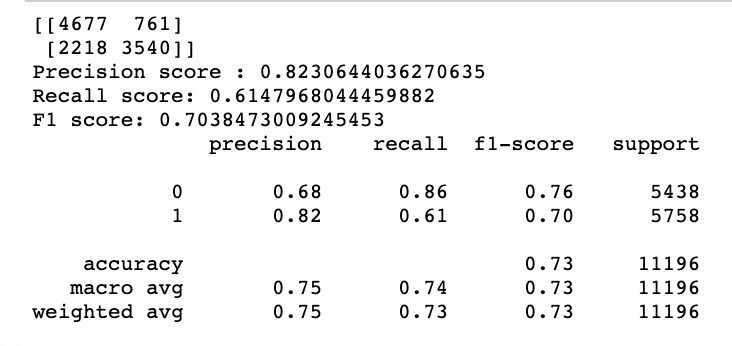 [[4677  761]
 [2218 3540]]
Precision score : 0.8230644036270635
Recall score: 0.6147968044459882
F1 score: 0.7038473009245453
              precision    recall  f1-score   support

           0       0.68      0.86      0.76      5438
           1       0.82      0.61      0.70      5758

    accuracy                           0.73     11196
   macro avg       0.75      0.74      0.73     11196
weighted avg       0.75      0.73      0.73     11196